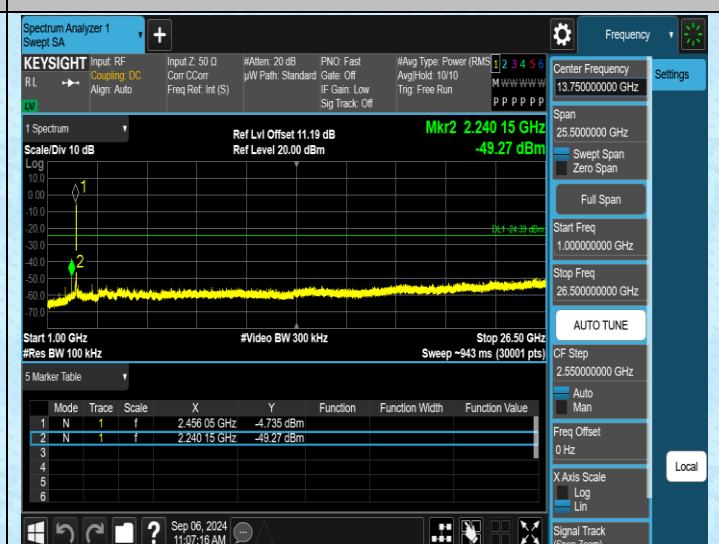 Spectrum Analyzer 1
Swept SA
Frequency
KEYSIGHT
RL
LXI
Input: RF
Coupling: DC
Align: Auto
Input Z: 50 Ω
Corr CCorr
Freq Ref: Int (S)
#Atten: 20 dB
µW Path: Standard
PNO: Fast
Gate: Off
IF Gain: Low
Sig Track: Off
#Avg Type: Power (RMS
Avg|Hold: 10/10
Trig: Free Run
1 2 3 4 5 6
M W W W W W
P P P P P P
1 Spectrum
Scale/Div 10 dB
Ref Lvl Offset 11.19 dB
Ref Level 20.00 dBm
Mkr2 2.240 15 GHz
-49.27 dBm
Log
10.0
0.00
-10.0
-20.0
-30.0
-40.0
-50.0
-60.0
-70.0
1
2
DL1 -24.39 dBm
Start 1.00 GHz
#Res BW 100 kHz
#Video BW 300 kHz
Stop 26.50 GHz
Sweep ~943 ms (30001 pts)
5 Marker Table
Mode Trace Scale X Y Function Function Width Function Value
1 N 1 f 2.456 05 GHz -4.735 dBm
2 N 1 f 2.240 15 GHz -49.27 dBm
3
4
5
6
Sep 06, 2024
11:07:16 AM
Center Frequency
13.75000000 GHz
Settings
Span
25.5000000 GHz
Swept Span
Zero Span
Full Span
Start Freq
1.000000000 GHz
Stop Freq
26.500000000 GHz
AUTO TUNE
CF Step
2.550000000 GHz
Auto
Man
Freq Offset
0 Hz
X Axis Scale
Log
Lin
Local
Signal Track
(Span Zoom)